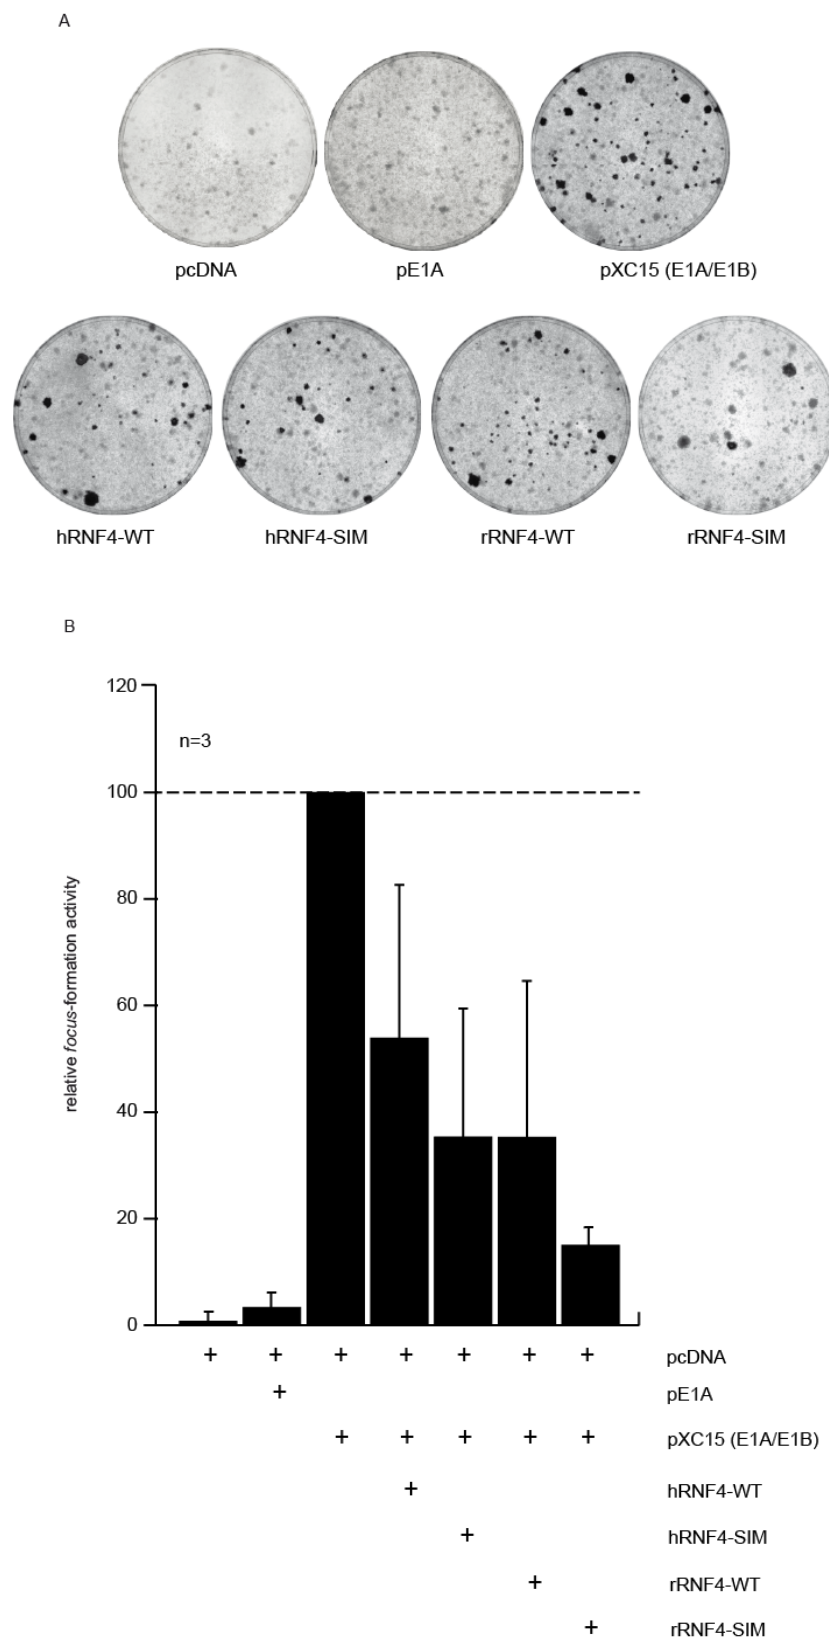 A
pcDNA pE1A pXC15 (E1A/E1B)
hRNF4-WT hRNF4-SIM rRNF4-WT rRNF4-SIM
B
120
n=3
100
80
60
40
20
0
relative focus-formation activity
+ + + + + + + pcDNA
+ pE1A
+ + + + + pXC15 (E1A/E1B)
+ hRNF4-WT
+ hRNF4-SIM
+ rRNF4-WT
+ rRNF4-SIM